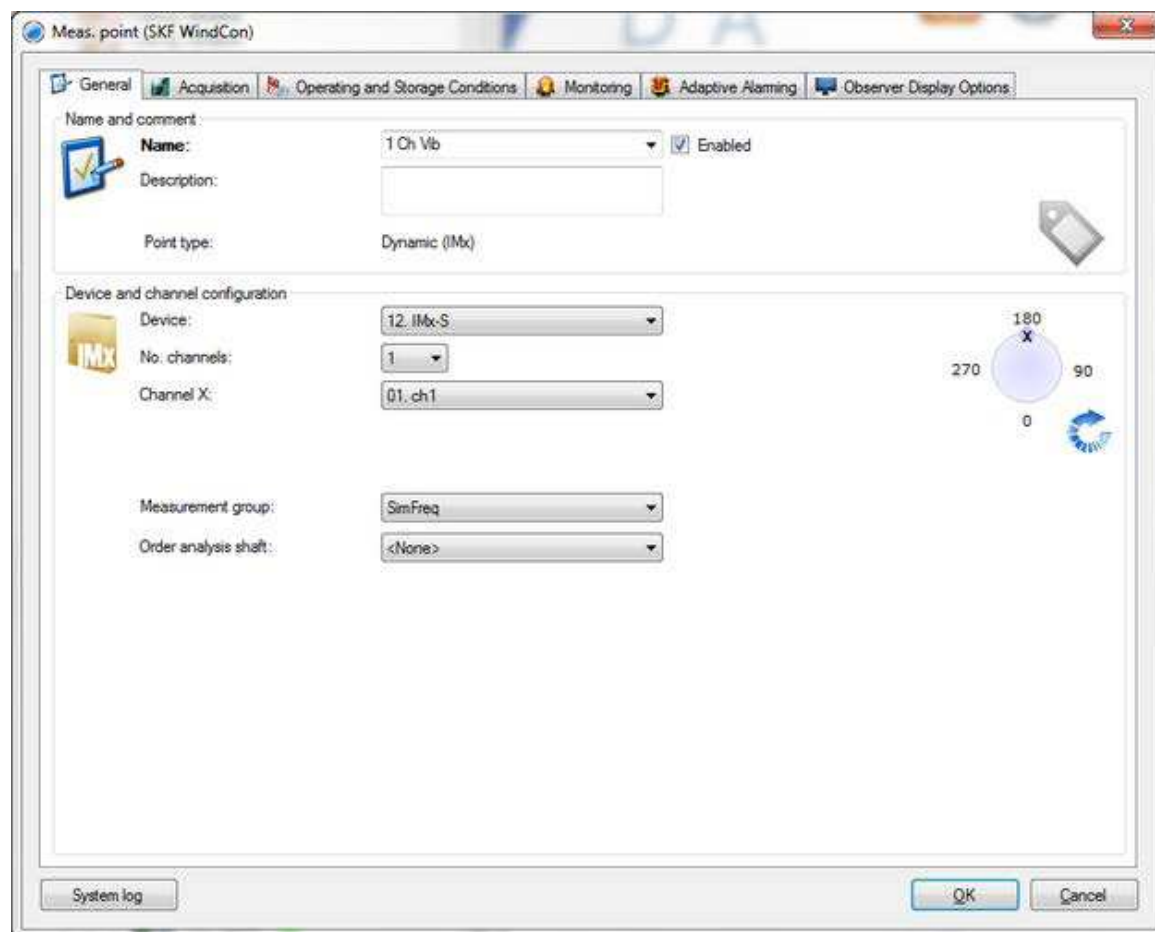 Meas. point (SKF WindCon)
General Acquisition Operating and Storage Conditions Monitoring Adaptive Alarming Observer Display Options
Name and comment
Name: 1 Ch Vib Enabled
Description:
Point type: Dynamic (IMx)
Device and channel configuration
IMx
Device: 12. IMx-S
No. channels: 1
Channel X: 01. ch1
180
X
270 90
0
Measurement group: SimFreq
Order analysis shaft: <None>
System log OK Cancel